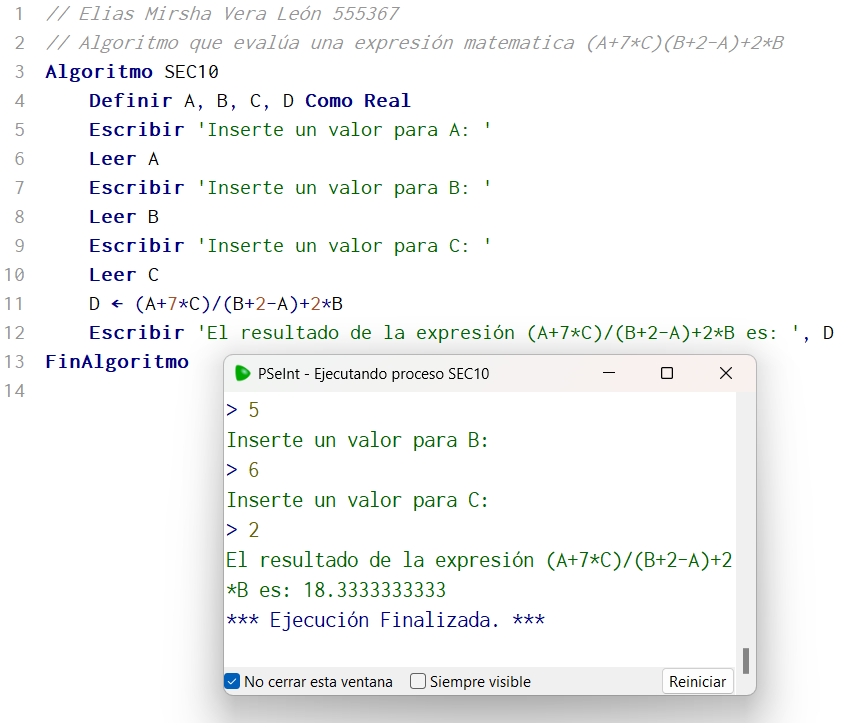 1 // Elias Mirsha Vera León 555367
2 // Algoritmo que evalúa una expresión matematica (A+7*C)(B+2-A)+2*B
3 Algoritmo SEC10
4 Definir A, B, C, D Como Real
5 Escribir 'Inserte un valor para A: '
6 Leer A
7 Escribir 'Inserte un valor para B: '
8 Leer B
9 Escribir 'Inserte un valor para C: '
10 Leer C
11 D ← (A+7*C)/(B+2-A)+2*B
12 Escribir 'El resultado de la expresión (A+7*C)/(B+2-A)+2*B es: ', D
13 FinAlgoritmo
14
PSeInt - Ejecutando proceso SEC10
> 5
Inserte un valor para B:
> 6
Inserte un valor para C:
> 2
El resultado de la expresión (A+7*C)/(B+2-A)+2
*B es: 18.3333333333
*** Ejecución Finalizada. ***
No cerrar esta ventana Siempre visible Reiniciar